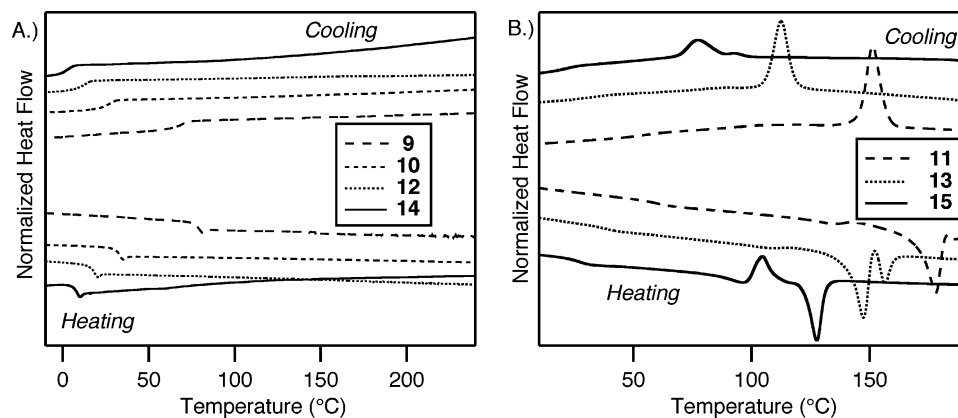 A.)
Cooling
Normalized Heat Flow
9
10
12
14
Heating
0
50
100
150
200
Temperature (°C)
B.)
Cooling
Normalized Heat Flow
11
13
15
Heating
50
100
150
Temperature (°C)